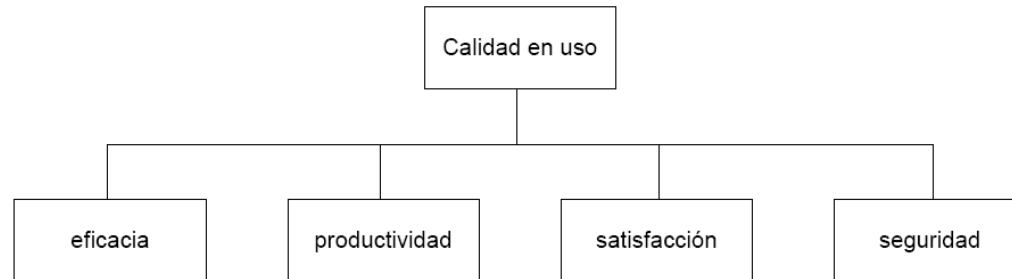 Calidad en uso
eficacia
productividad
satisfacción
seguridad